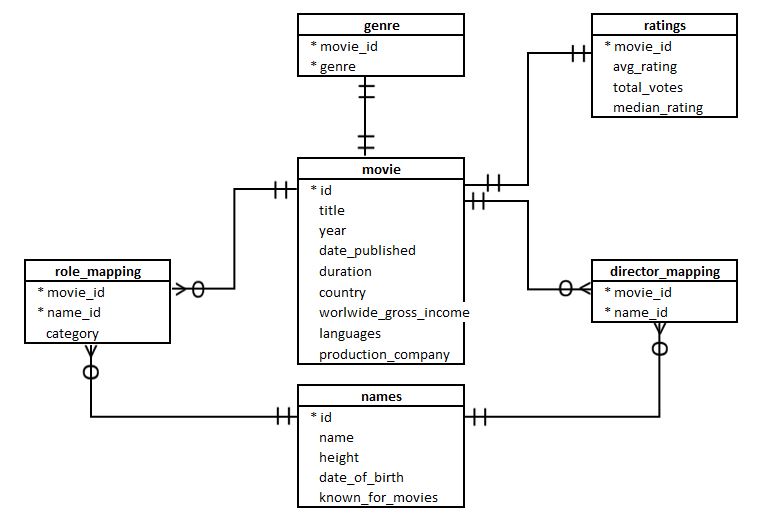 genre
* movie_id
* genre
ratings
* movie_id
avg_rating
total_votes
median_rating
movie
* id
title
year
date_published
duration
country
worlwide_gross_income
languages
production_company
role_mapping
* movie_id
* name_id
category
director_mapping
* movie_id
* name_id
names
* id
name
height
date_of_birth
known_for_movies